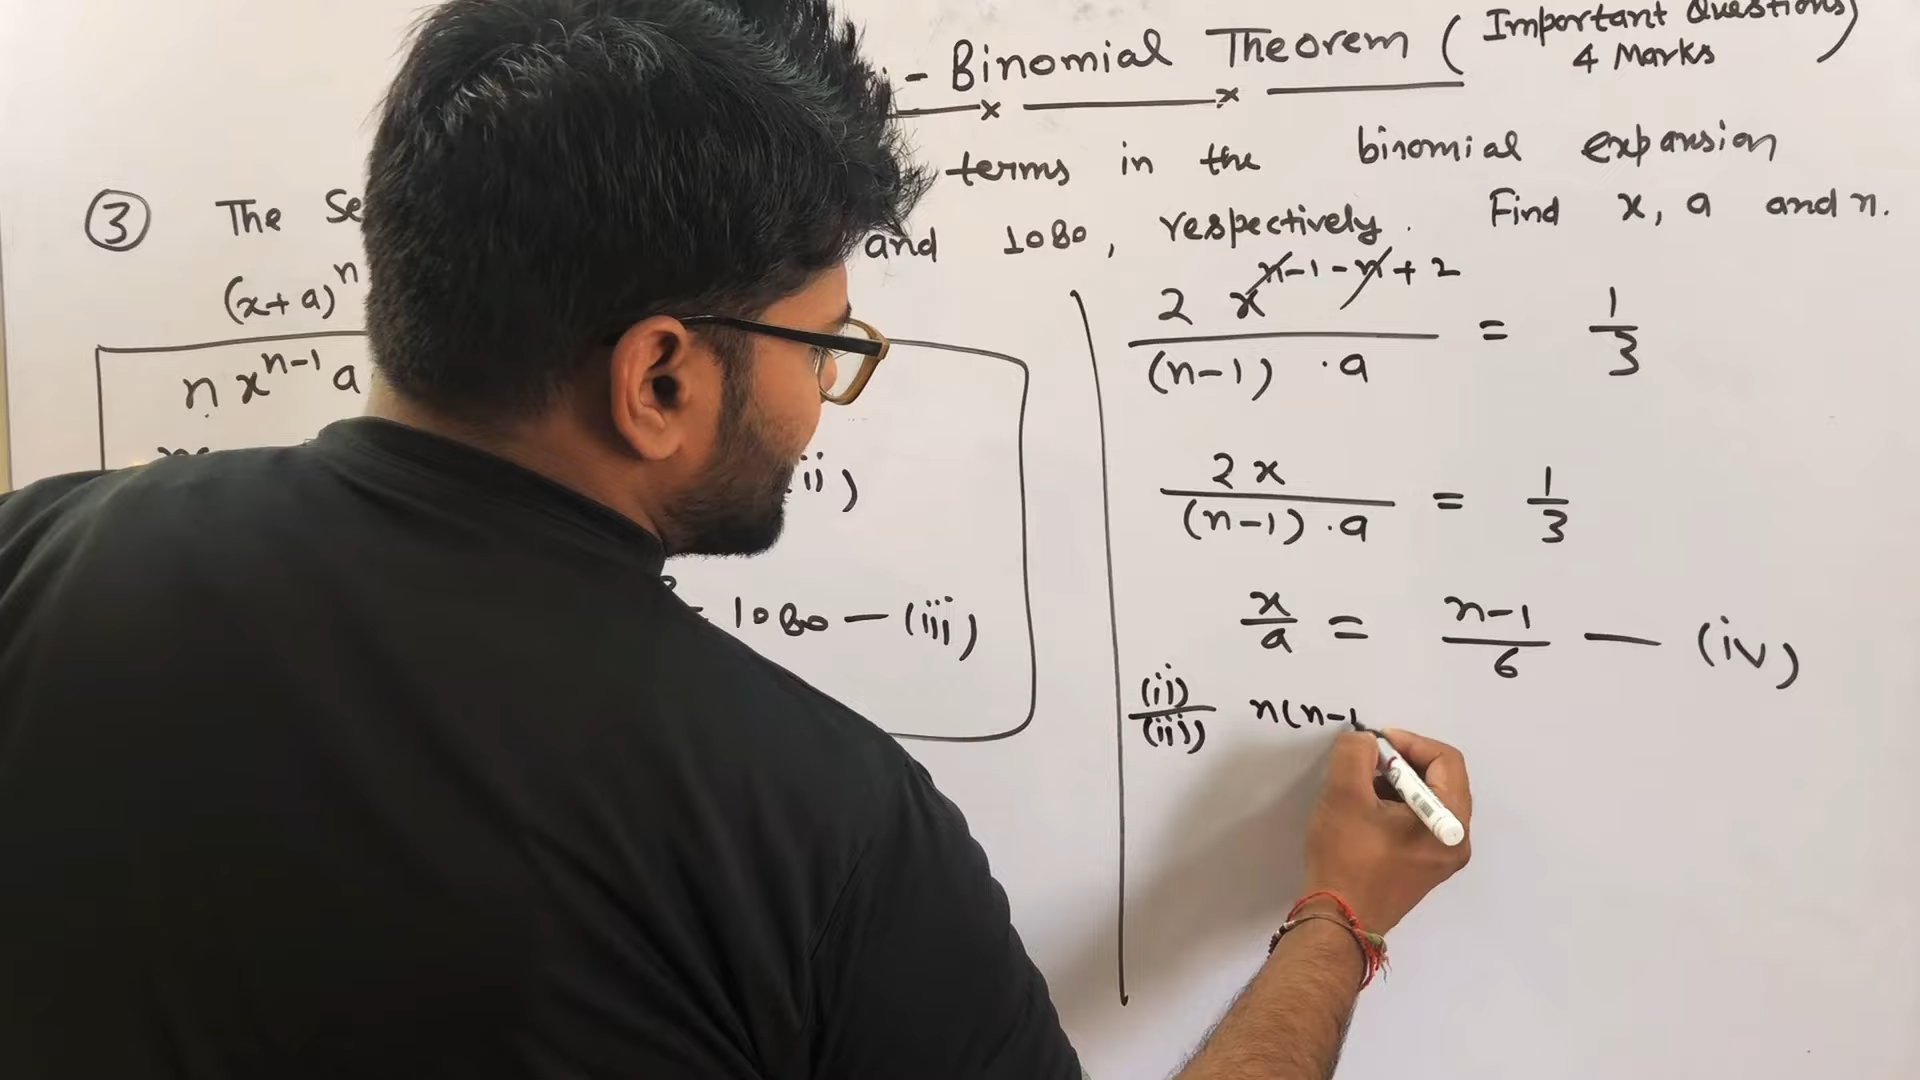 - Binomial Theorem (Important Questions)
4 Marks
③ The Se terms in the binomial expansion
and 1080, respectively. Find x, a and n.
(x+a)^n
n x^{n-1} a
ii)
= 1080 — (iii)
2 x^{n-1-n+2} / (n-1) . a = 1/3
2x / (n-1) . a = 1/3
x/a = n-1/6 — (iv)
(ii)/(iii) n(n-1